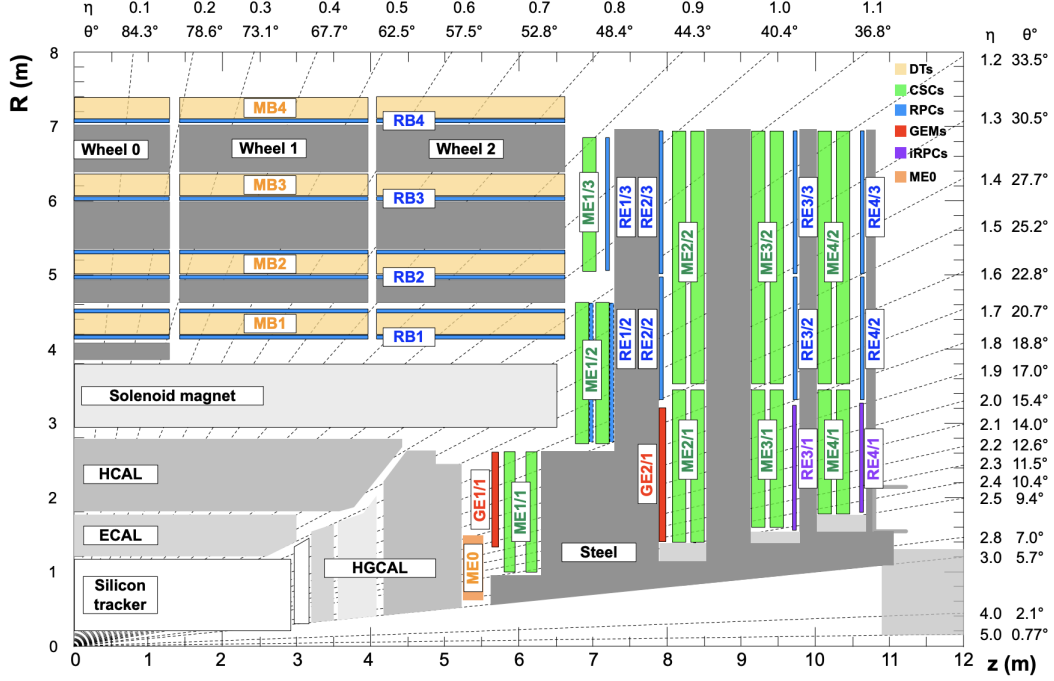 η 0.1 0.2 0.3 0.4 0.5 0.6 0.7 0.8 0.9 1.0 1.1
θ° 84.3° 78.6° 73.1° 67.7° 62.5° 57.5° 52.8° 48.4° 44.3° 40.4° 36.8° η θ°
R (m)
8
7
6
5
4
3
2
1
0
1.2 33.5°
1.3 30.5°
1.4 27.7°
1.5 25.2°
1.6 22.8°
1.7 20.7°
1.8 18.8°
1.9 17.0°
2.0 15.4°
2.1 14.0°
2.2 12.6°
2.3 11.5°
2.4 10.4°
2.5 9.4°
2.8 7.0°
3.0 5.7°
4.0 2.1°
5.0 0.77°
DTs
CSCs
RPCs
GEMs
iRPCs
ME0
MB4
RB4
Wheel 0
Wheel 1
Wheel 2
MB3
RB3
MB2
RB2
MB1
RB1
Solenoid magnet
HCAL
ECAL
Silicon
tracker
HGCAL
Steel
ME0
GE1/1
ME1/1
ME1/2
ME1/3
RE1/3
RE2/3
RE1/2
RE2/2
GE2/1
ME2/2
ME2/1
ME3/2
ME3/1
RE3/3
RE3/2
RE3/1
ME4/2
ME4/1
RE4/3
RE4/2
RE4/1
0 1 2 3 4 5 6 7 8 9 10 11 12
z (m)